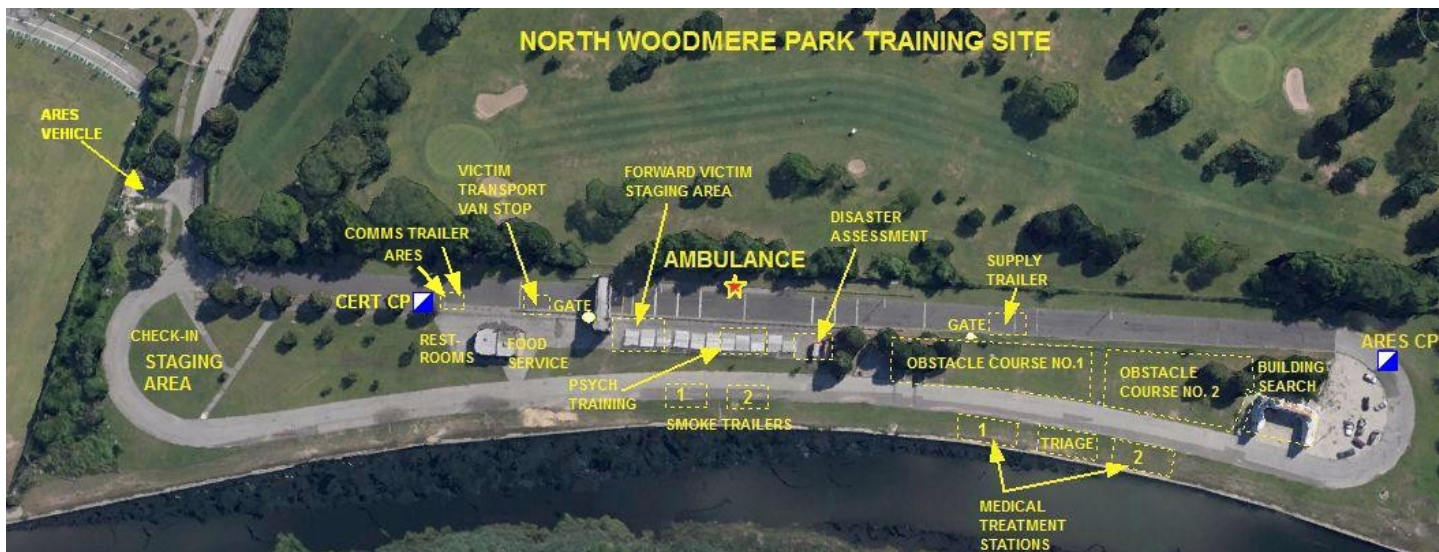 NORTH WOODMERE PARK TRAINING SITE
ARES
VEHICLE
VICTIM
TRANSPORT
VAN STOP
FORWARD VICTIM
STAGING AREA
DISASTER
ASSESSMENT
COMMS TRAILER
ARES
AMBULANCE
SUPPLY
TRAILER
CERT CP
GATE
GATE
ARES CP
CHECK-IN
STAGING
AREA
REST-
ROOMS
FOOD
SERVICE
OBSTACLE COURSE NO.1
OBSTACLE
COURSE NO. 2
BUILDING
SEARCH
PSYCH
TRAINING
1
2
SMOKE TRAILERS
1
TRIAGE
2
MEDICAL
TREATMENT
STATIONS